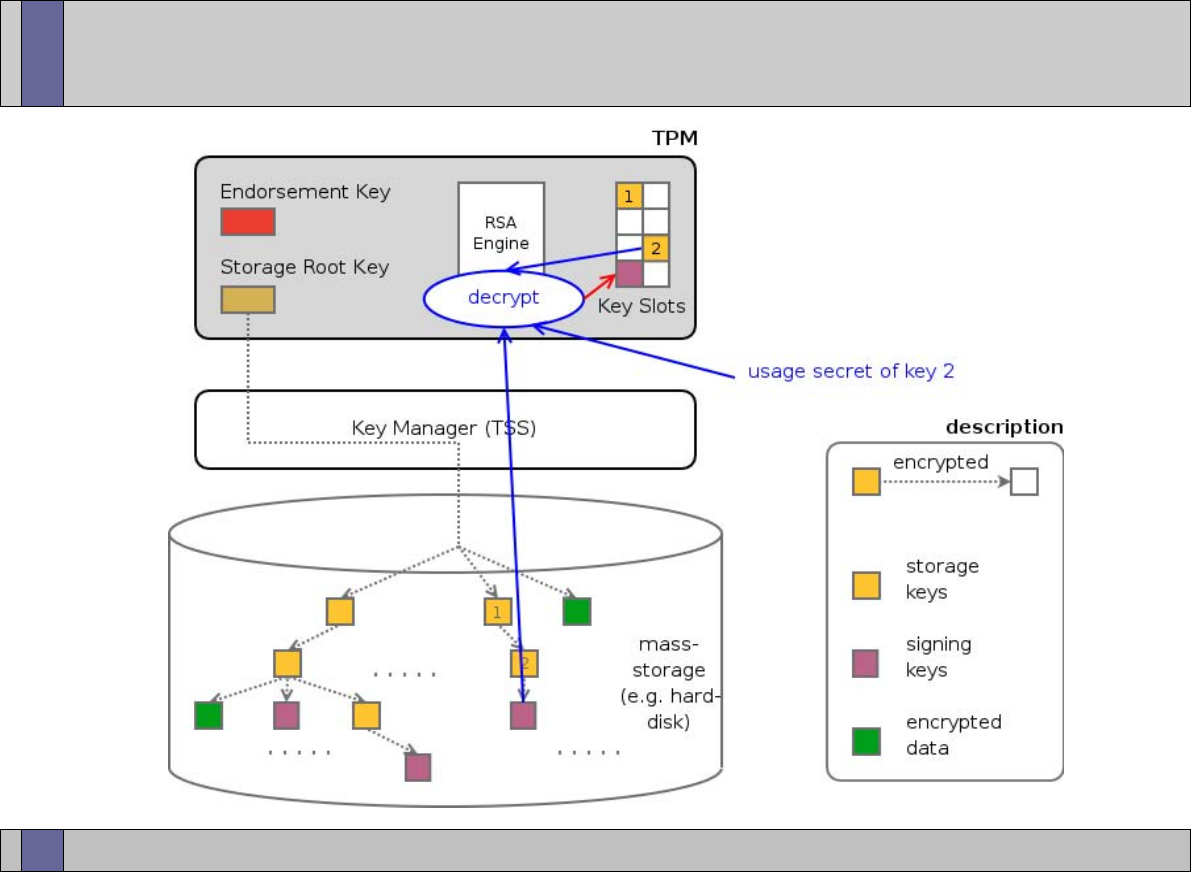 TPM
Endorsement Key
1
RSA
Engine
2
Storage Root Key
decrypt
Key Slots
usage secret of key 2
Key Manager (TSS)
description
encrypted
storage
keys
1
mass-
storage
(e.g. hard-
disk)
2
. . . . .
signing
keys
. . . . .
. . . . .
encrypted
data